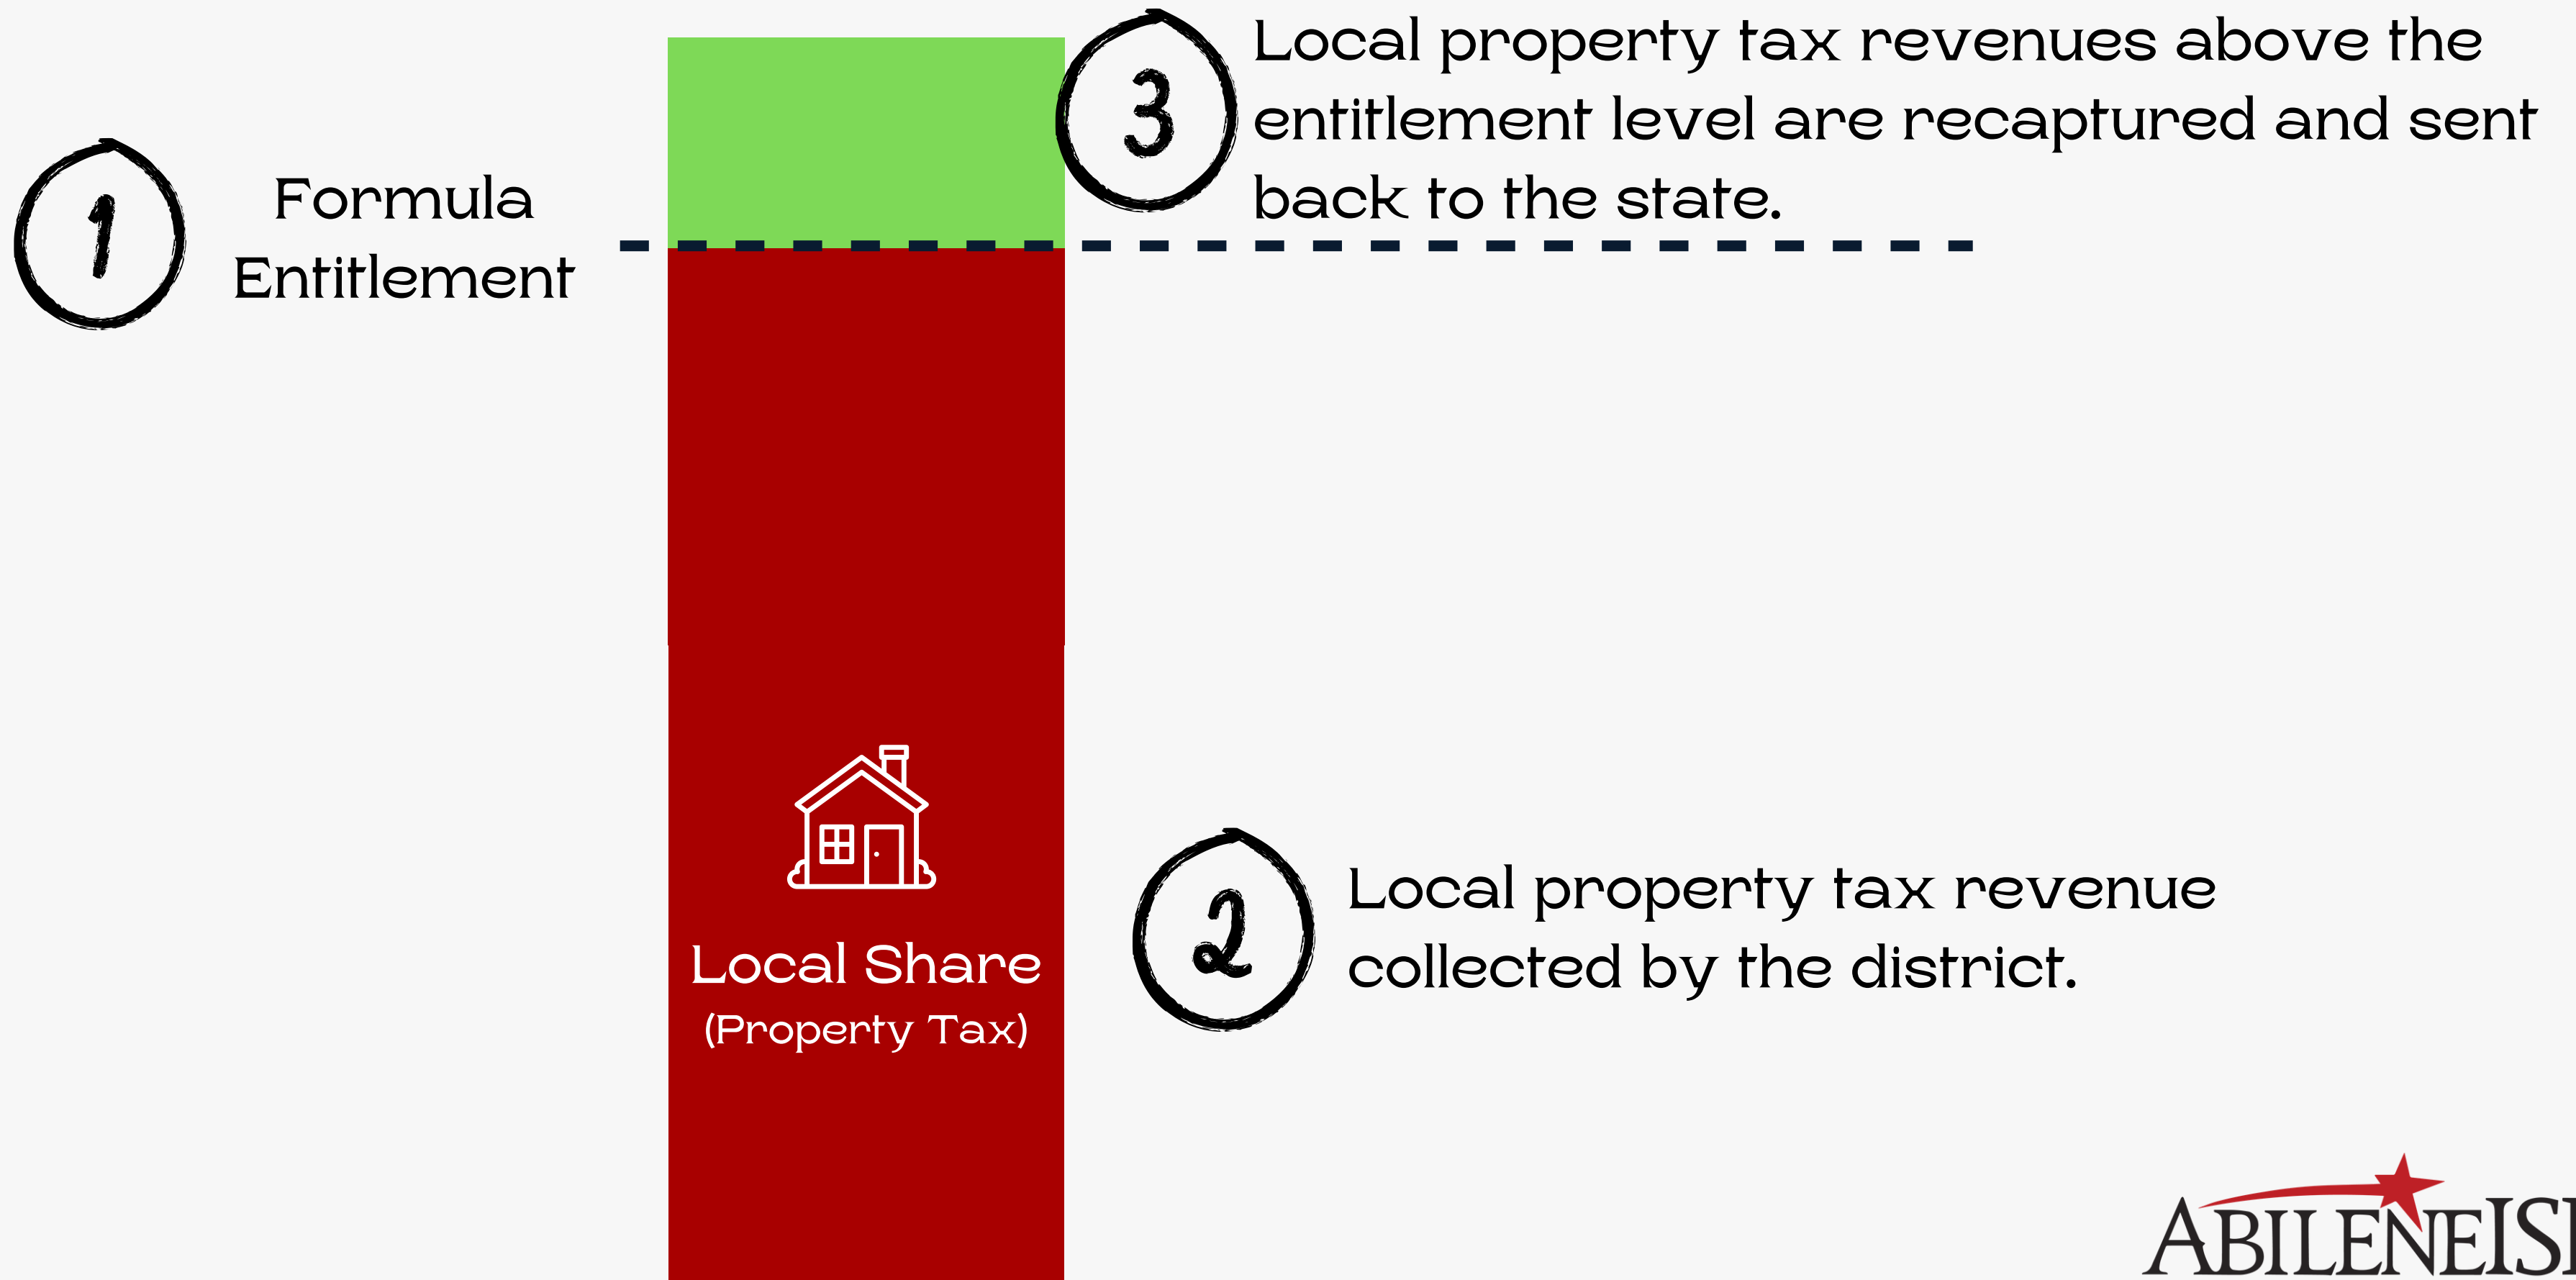 1
Formula
Entitlement
3
Local property tax revenues above the
entitlement level are recaptured and sent
back to the state.
Local Share
(Property Tax)
2
Local property tax revenue
collected by the district.
ABILENEIS